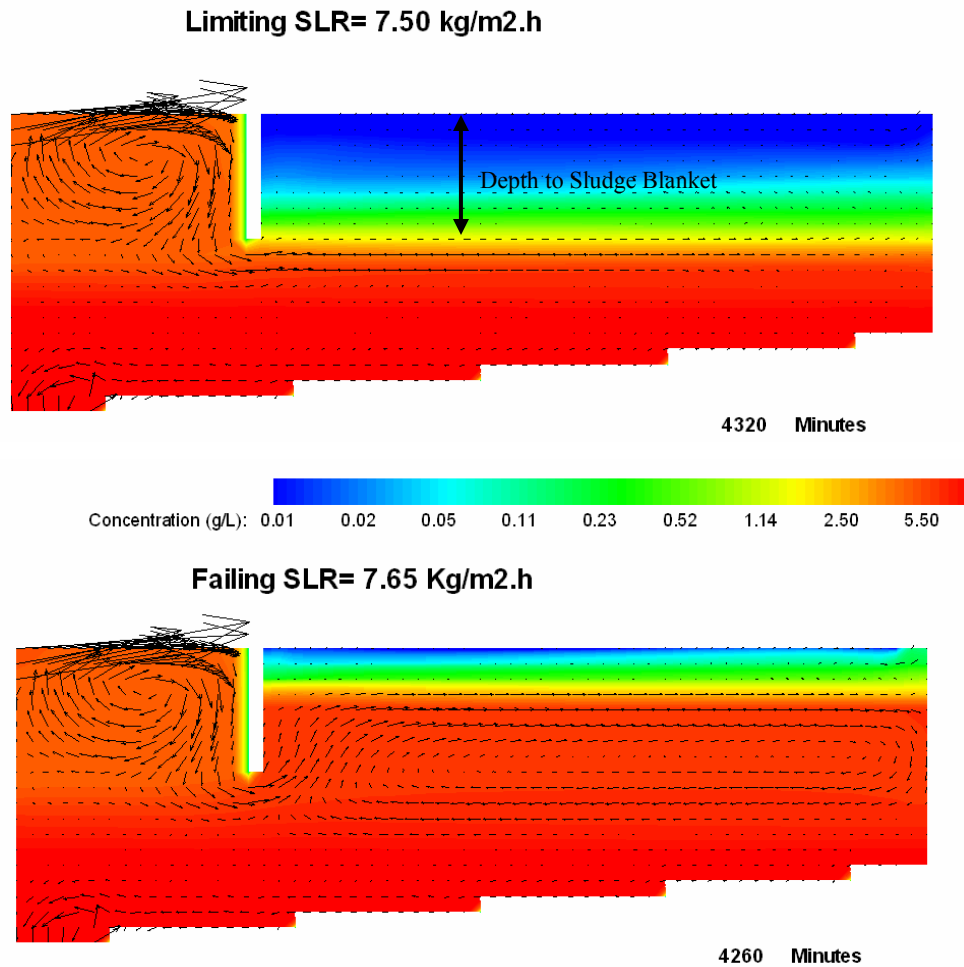 Limiting SLR= 7.50 kg/m2.h
Depth to Sludge Blanket
4320 Minutes
Concentration (g/L): 0.01 0.02 0.05 0.11 0.23 0.52 1.14 2.50 5.50
Failing SLR= 7.65 Kg/m2.h
4260 Minutes